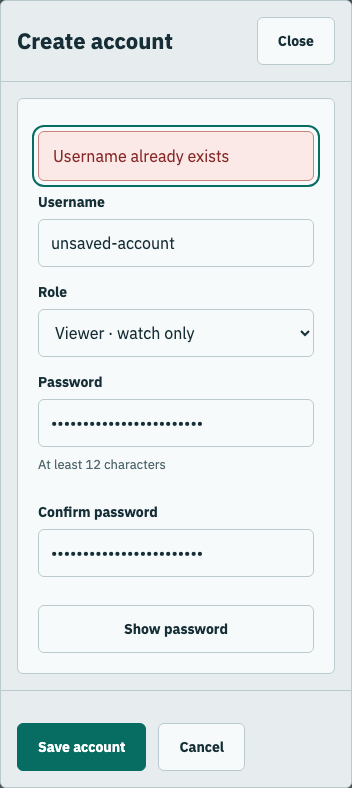 Create account
Close
Username already exists
Username
unsaved-account
Role
Viewer · watch only
Password
••••••••••••••••••••••••
At least 12 characters
Confirm password
••••••••••••••••••••••••
Show password
Save account
Cancel